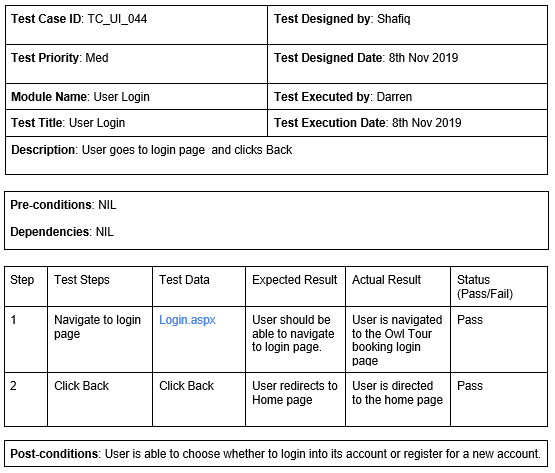 Test Case ID: TC_UI_044
Test Designed by: Shafiq
Test Priority: Med
Test Designed Date: 8th Nov 2019
Module Name: User Login
Test Executed by: Darren
Test Title: User Login
Test Execution Date: 8th Nov 2019
Description: User goes to login page and clicks Back
Pre-conditions: NIL
Dependencies: NIL
Step
Test Steps
Test Data
Expected Result
Actual Result
Status
(Pass/Fail)
1
Navigate to login
page
Login.aspx
User should be
able to navigate
to login page.
User is navigated
to the Owl Tour
booking login
page
Pass
2
Click Back
Click Back
User redirects to
Home page
User is directed
to the home page
Pass
Post-conditions: User is able to choose whether to login into its account or register for a new account.